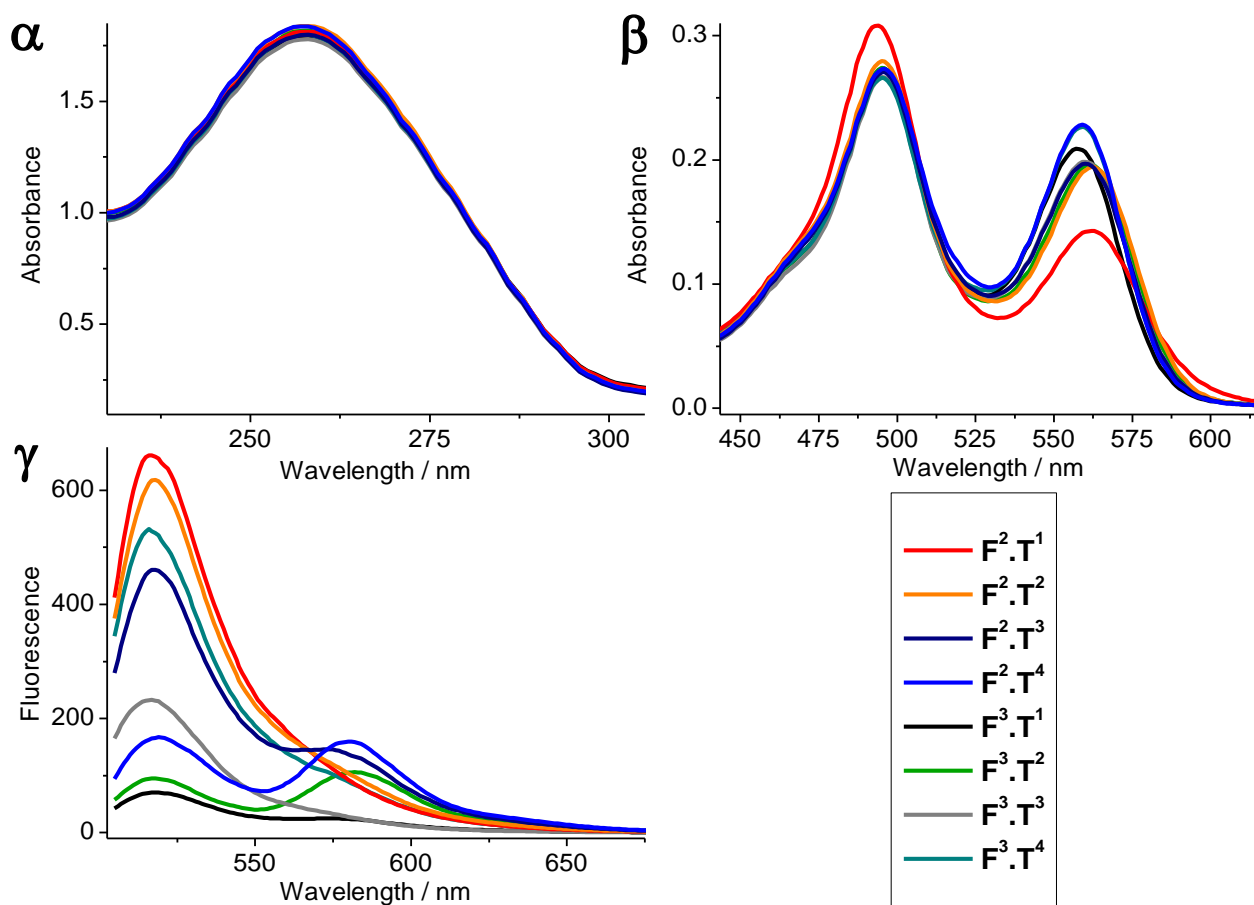 α
Absorbance
1.5
1.0
0.5
250 275 300
Wavelength / nm
β
Absorbance
0.3
0.2
0.1
0.0
450 475 500 525 550 575 600
Wavelength / nm
γ
Fluorescence
600
400
200
0
550 600 650
Wavelength / nm
F².T¹
F².T²
F².T³
F².T⁴
F³.T¹
F³.T²
F³.T³
F³.T⁴